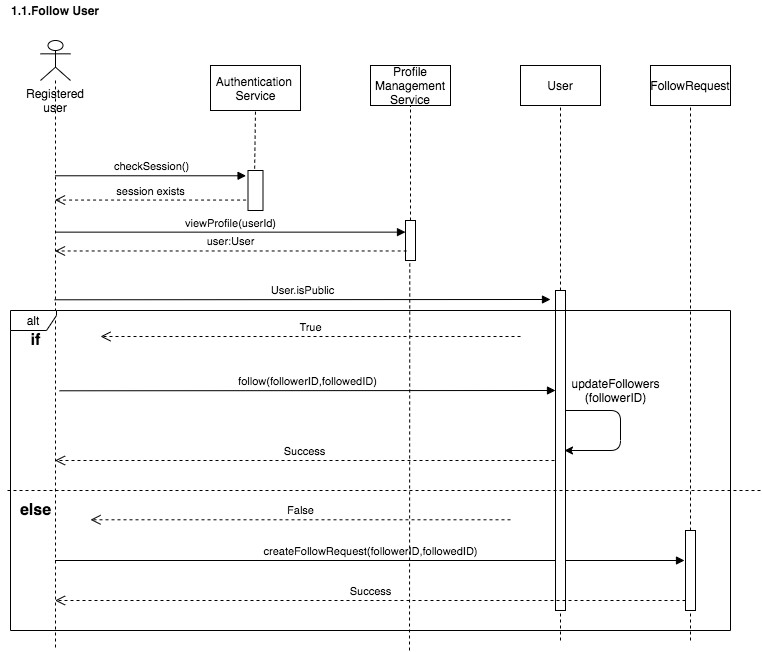 1.1.Follow User
Registered
user
Authentication
Service
Profile
Management
Service
User
FollowRequest
checkSession()
session exists
viewProfile(userId)
user:User
User.isPublic
alt
if
True
follow(followerID,followedID)
updateFollowers
(followerID)
Success
else
False
createFollowRequest(followerID,followedID)
Success